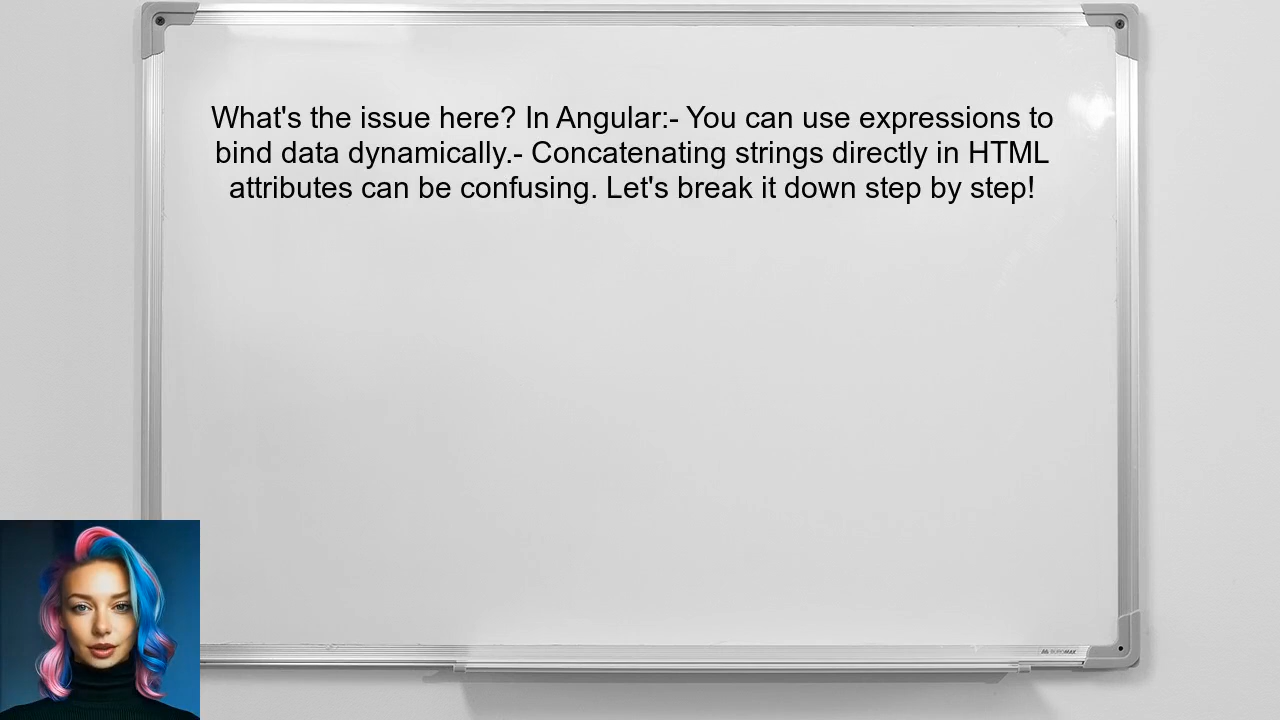 What's the issue here? In Angular:- You can use expressions to
bind data dynamically.- Concatenating strings directly in HTML
attributes can be confusing. Let's break it down step by step!